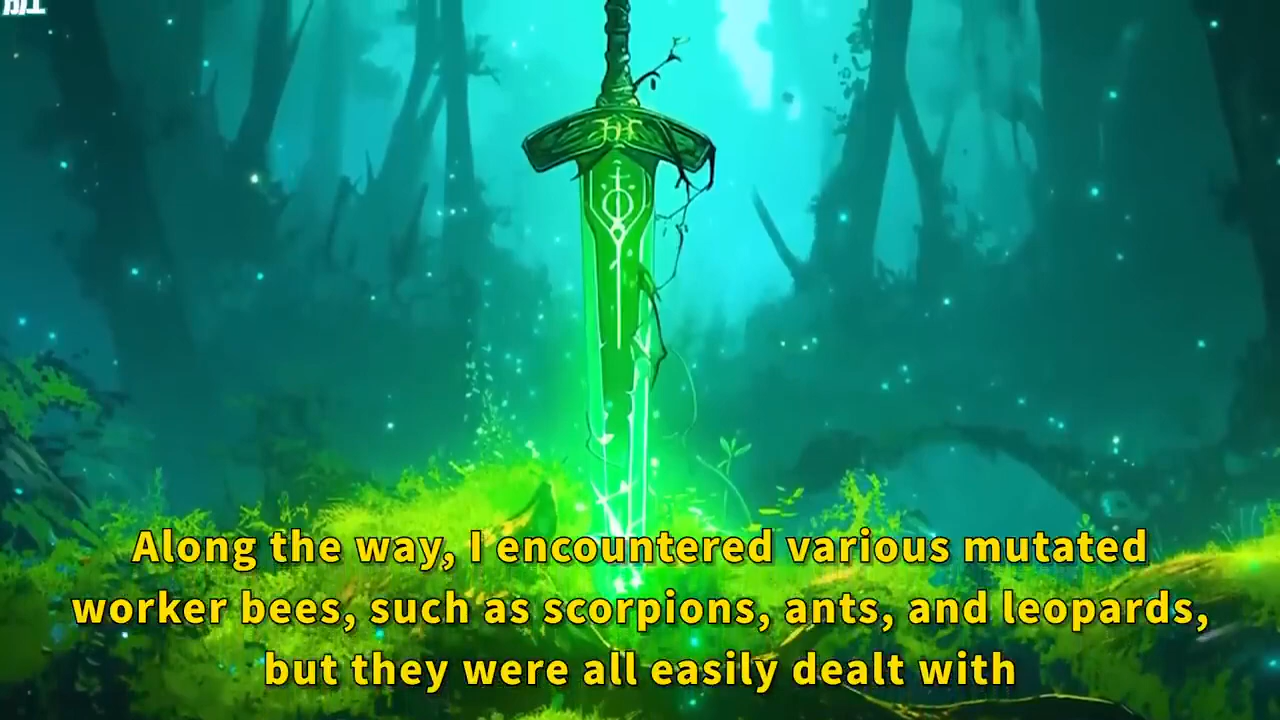 Along the way, I encountered various mutated
worker bees, such as scorpions, ants, and leopards,
but they were all easily dealt with